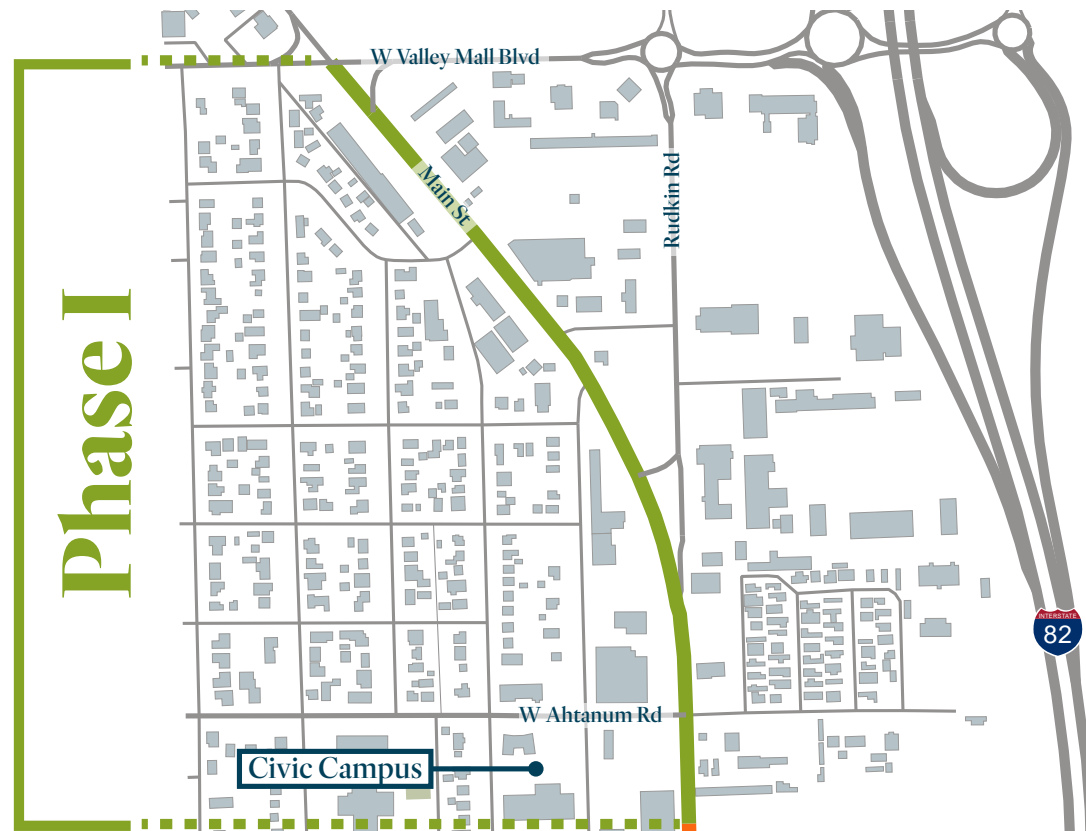 W Valley Mall Blvd
Main St
Rudkin Rd
Phase I
INTERSTATE
82
W Ahtanum Rd
Civic Campus